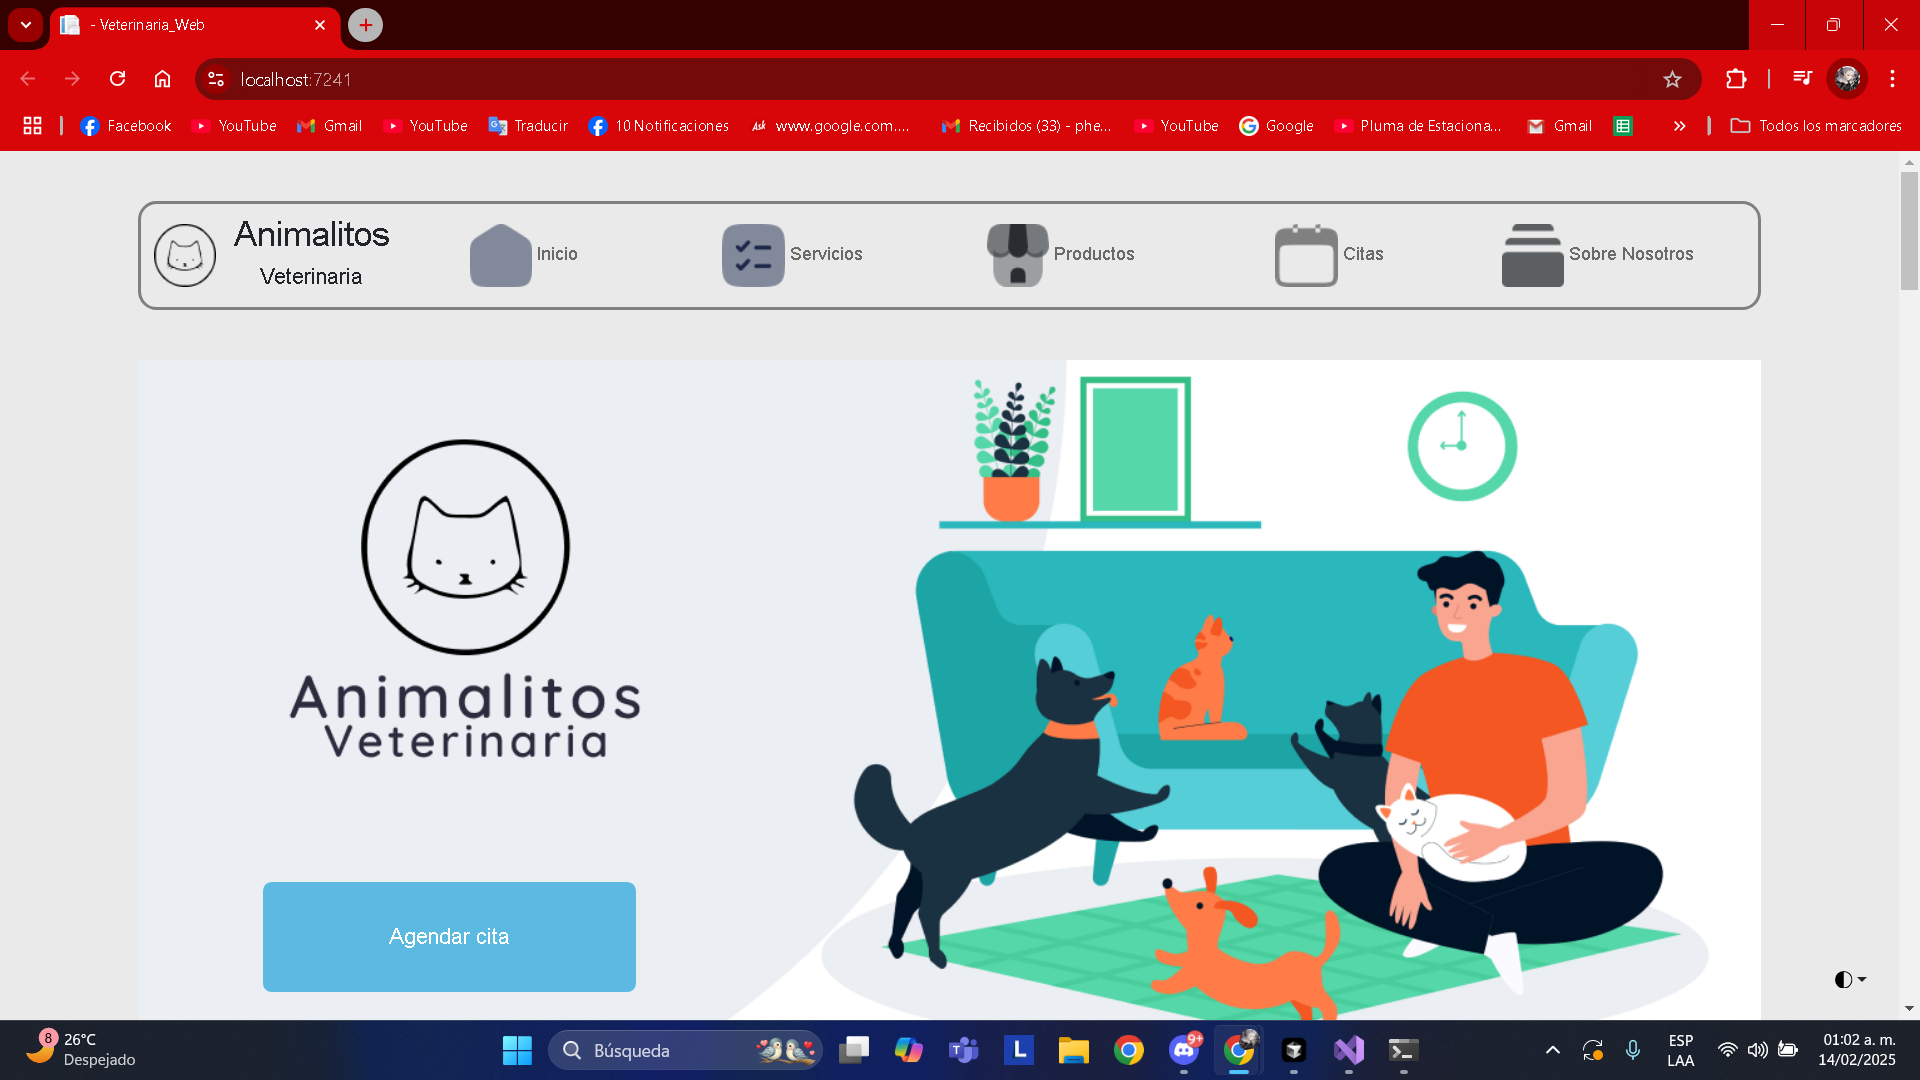 - Veterinaria_Web
localhost:7241
Facebook
YouTube
Gmail
YouTube
Traducir
10 Notificaciones
Ask
www.google.com....
Recibidos (33) - phe...
YouTube
Google
Pluma de Estaciona...
Gmail
Todos los marcadores
Animalitos
Veterinaria
Inicio
Servicios
Productos
Citas
Sobre Nosotros
Animalitos
Veterinaria
Agendar cita
8
26°C
Despejado
Búsqueda
T
L
9+
ESP
LAA
01:02 a. m.
14/02/2025